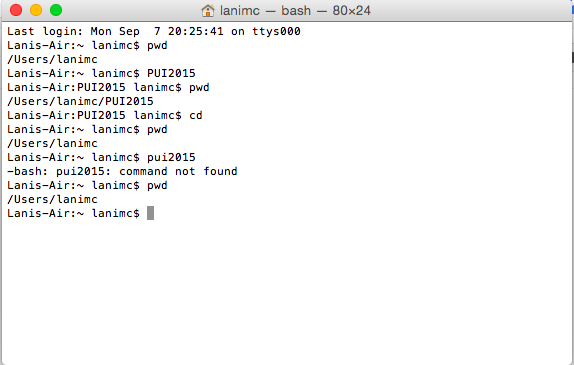 lanimc — bash — 80×24
Last login: Mon Sep  7 20:25:41 on ttys000
Lanis-Air:~ lanimc$ pwd
/Users/lanimc
Lanis-Air:~ lanimc$ PUI2015
Lanis-Air:PUI2015 lanimc$ pwd
/Users/lanimc/PUI2015
Lanis-Air:PUI2015 lanimc$ cd
Lanis-Air:~ lanimc$ pwd
/Users/lanimc
Lanis-Air:~ lanimc$ pui2015
-bash: pui2015: command not found
Lanis-Air:~ lanimc$ pwd
/Users/lanimc
Lanis-Air:~ lanimc$